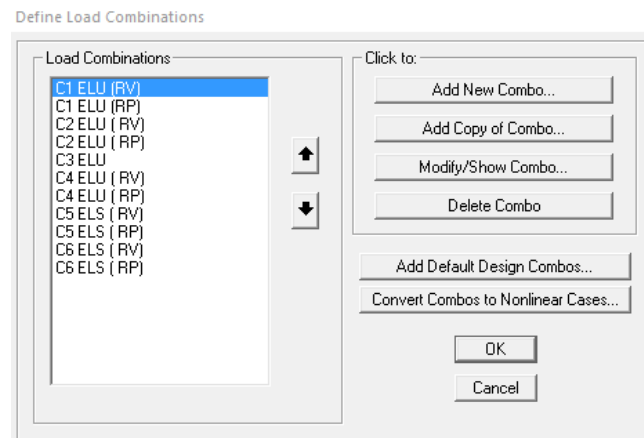 Define Load Combinations
Load Combinations
C1 ELU (RV)
C1 ELU (RP)
C2 ELU ( RV)
C2 ELU ( RP)
C3 ELU
C4 ELU ( RV)
C4 ELU ( RP)
C5 ELS ( RV)
C5 ELS ( RP)
C6 ELS ( RV)
C6 ELS ( RP)
Click to:
Add New Combo...
Add Copy of Combo...
Modify/Show Combo...
Delete Combo
Add Default Design Combos...
Convert Combos to Nonlinear Cases...
OK
Cancel